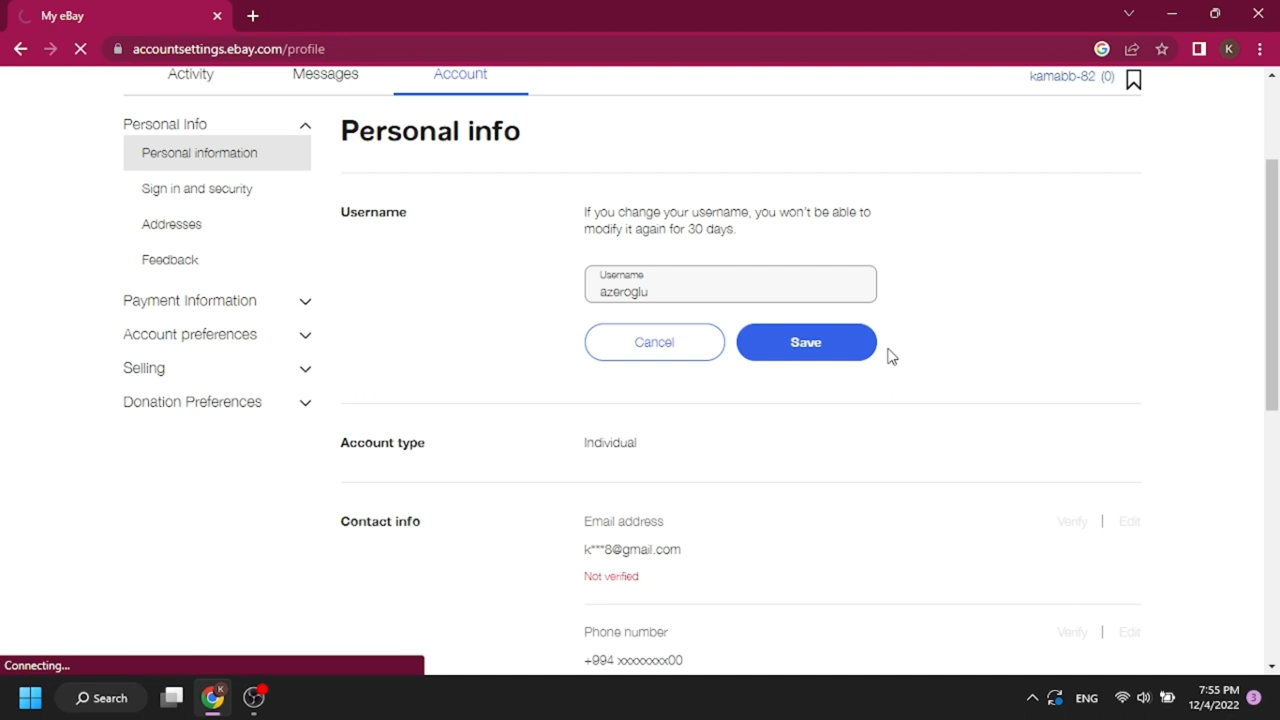 My eBay
accountsettings.ebay.com/profile
K
Activity
Messages
Account
kamabb-82 (0)
Personal Info
Personal information
Sign in and security
Addresses
Feedback
Payment Information
Account preferences
Selling
Donation Preferences
Personal info
Username
If you change your username, you won't be able to
modify it again for 30 days.
Username
azeroglu
Cancel
Save
Account type
Individual
Contact info
Email address
Verify | Edit
k***8@gmail.com
Not verified
Phone number
Verify | Edit
+994 xxxxxxxx00
Connecting...
Search
K
ENG
7:55 PM
12/4/2022
3